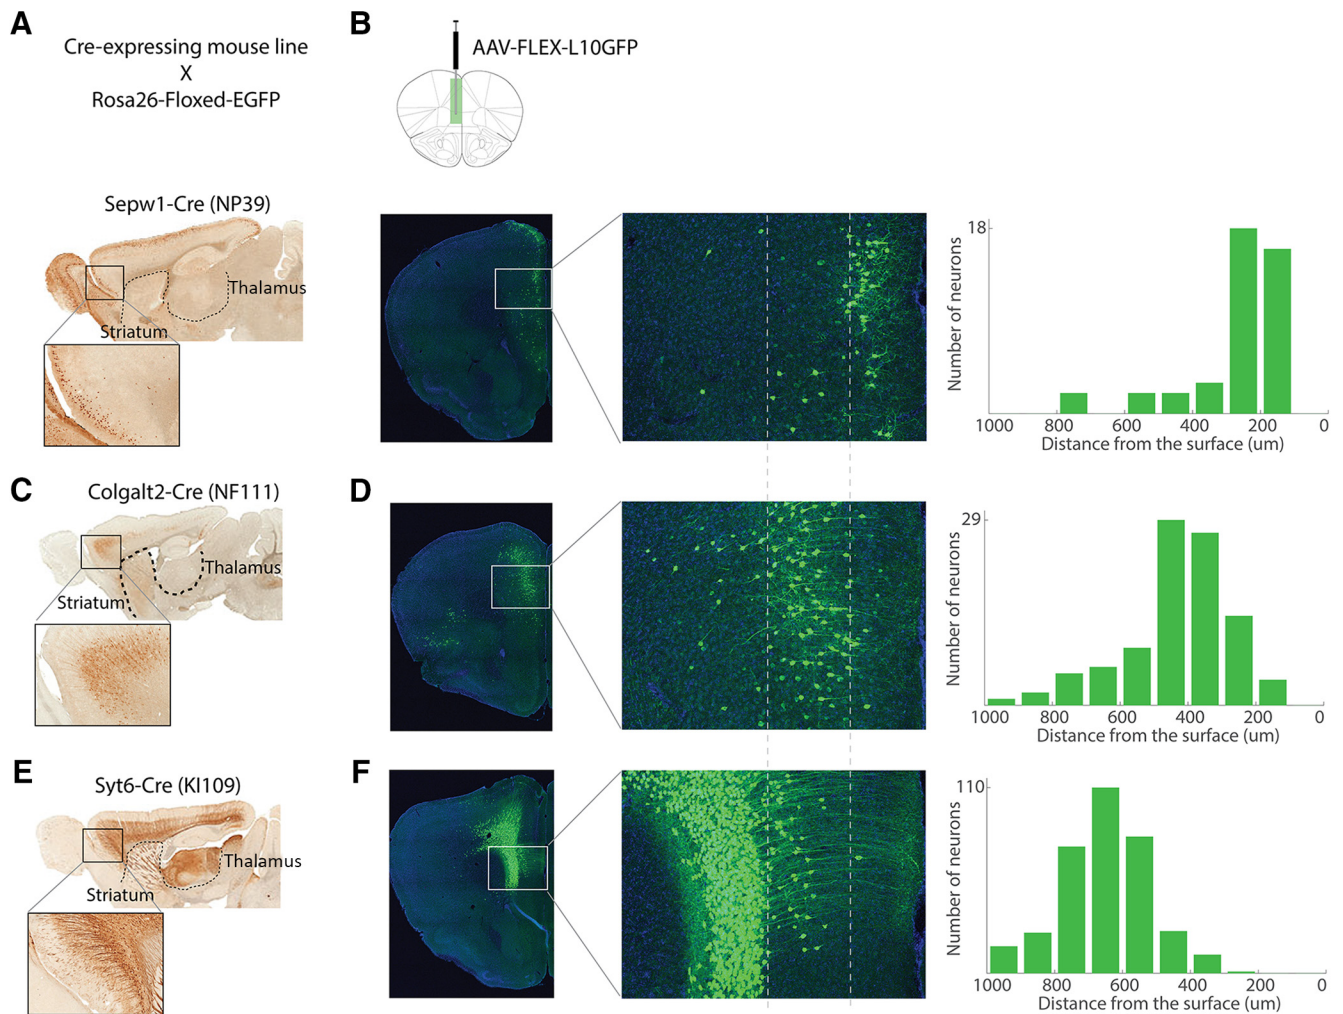 A
Cre-expressing mouse line
X
Rosa26-Floxed-EGFP
B
AAV-FLEX-L10GFP
Sepw1-Cre (NP39)
Thalamus
Striatum
Number of neurons
18
1000 800 600 400 200 0
Distance from the surface (um)
C
Colgalt2-Cre (NF111)
Thalamus
Striatum
D
Number of neurons
29
1000 800 600 400 200 0
Distance from the surface (um)
E
Syt6-Cre (KI109)
Thalamus
Striatum
F
Number of neurons
110
1000 800 600 400 200 0
Distance from the surface (um)